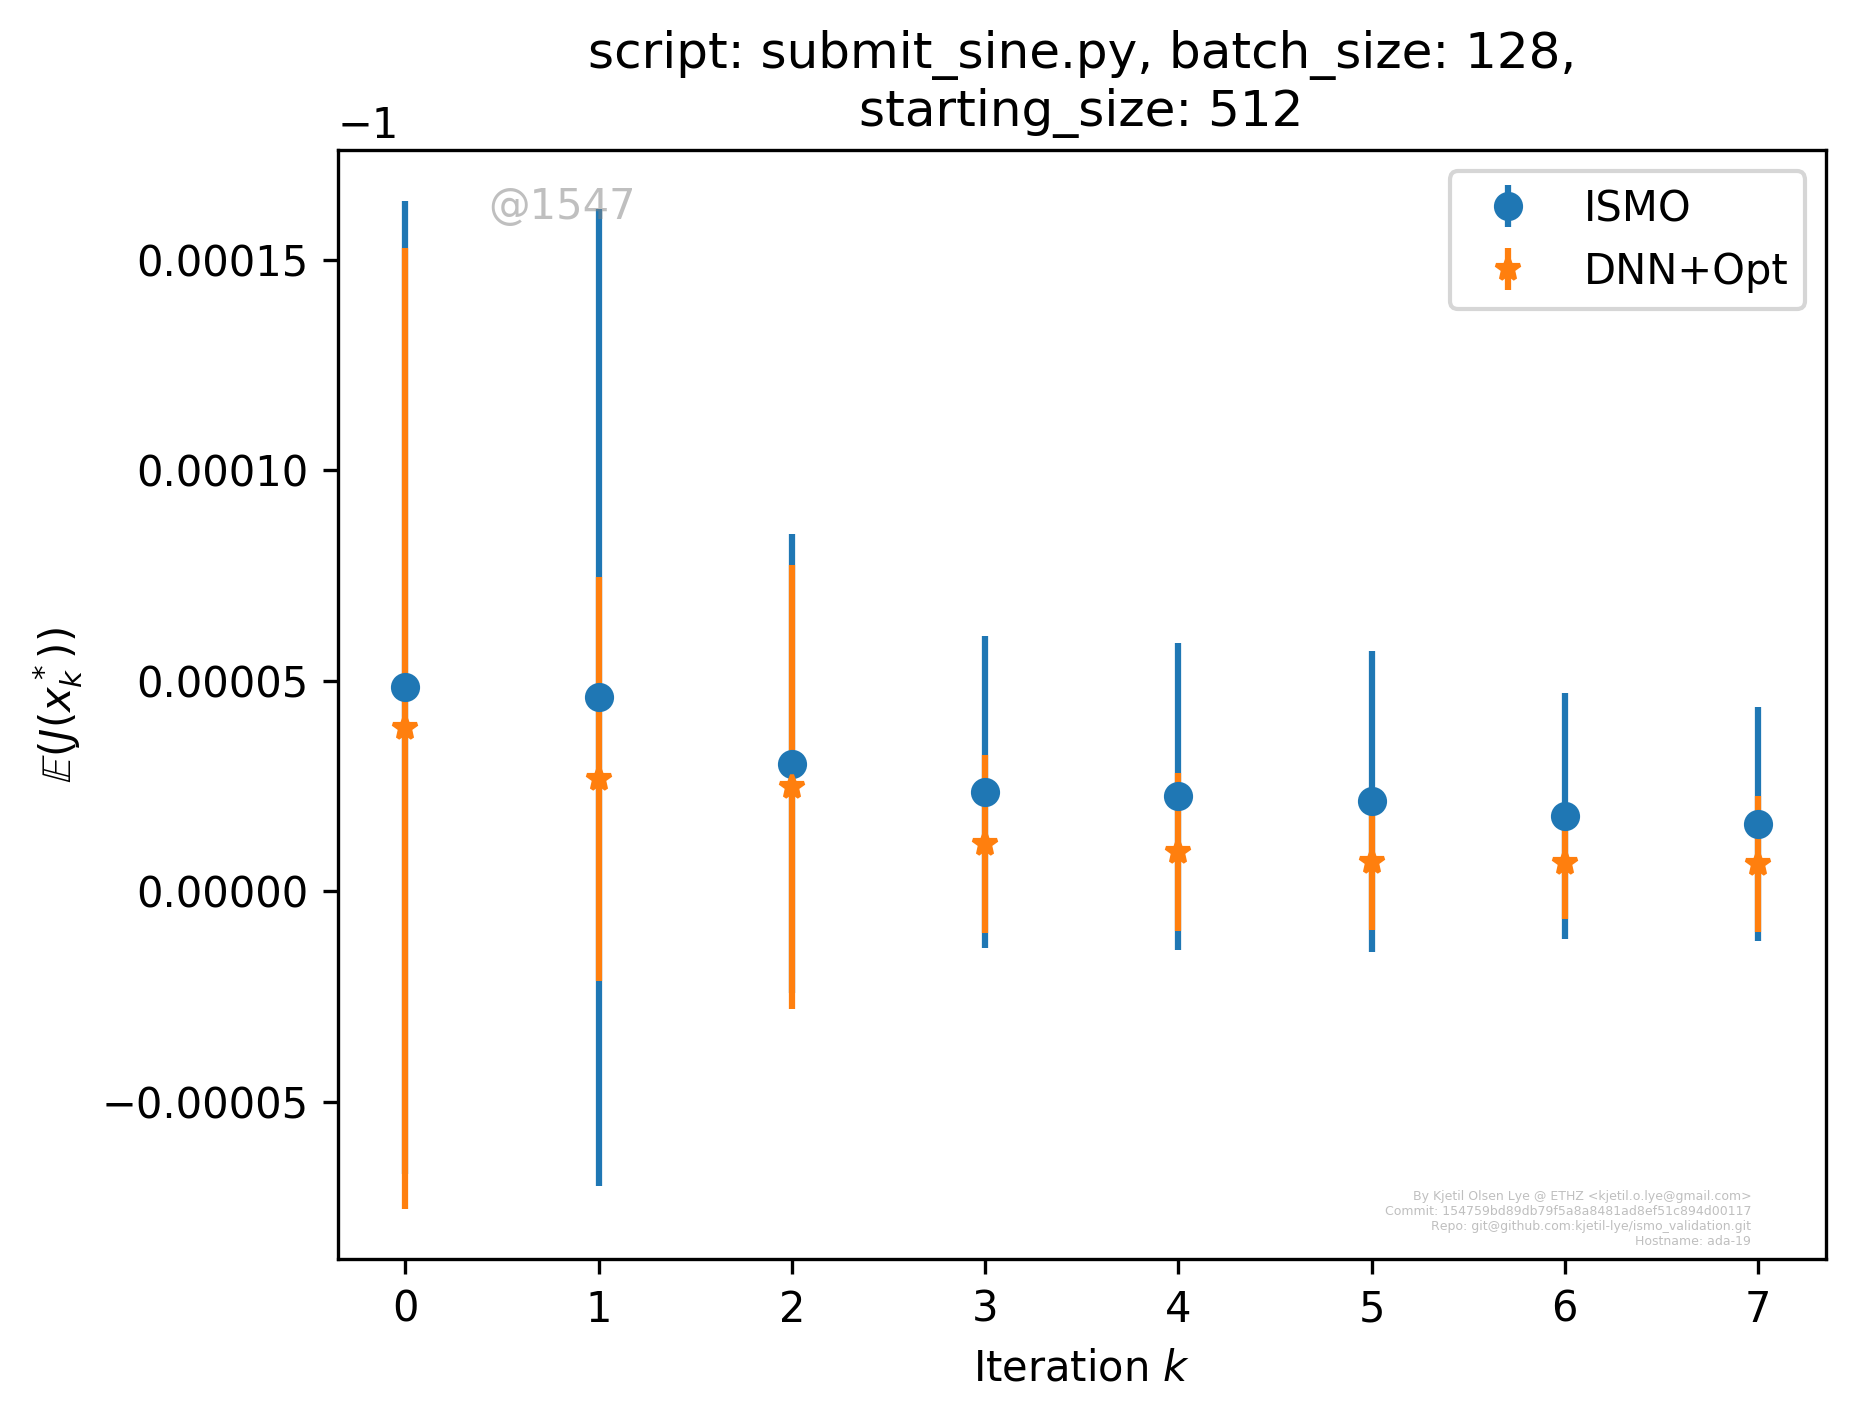 script: submit_sine.py, batch_size: 128,
starting_size: 512
−1
@1547
ISMO
DNN+Opt
0.00015
0.00010
0.00005
0.00000
−0.00005
𝔼(J(x*k))
0 1 2 3 4 5 6 7
Iteration k
By Kjetil Olsen Lye @ ETHZ <kjetil.o.lye@gmail.com>
Commit: 154759bd89db79f5a8a8481ad8ef51c894d00117
Repo: git@github.com:kjetil-lye/ismo_validation.git
Hostname: ada-19